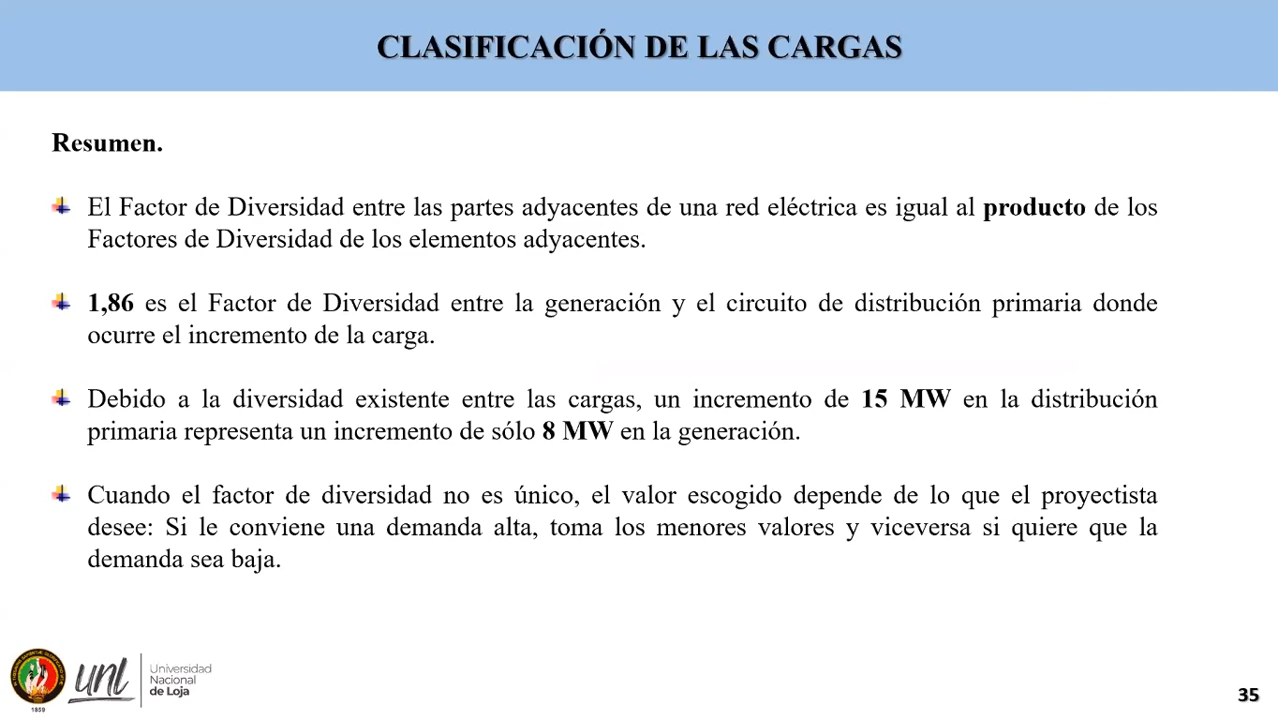 CLASIFICACIÓN DE LAS CARGAS
Resumen.
El Factor de Diversidad entre las partes adyacentes de una red eléctrica es igual al producto de los
Factores de Diversidad de los elementos adyacentes.
1,86 es el Factor de Diversidad entre la generación y el circuito de distribución primaria donde
ocurre el incremento de la carga.
Debido a la diversidad existente entre las cargas, un incremento de 15 MW en la distribución
primaria representa un incremento de sólo 8 MW en la generación.
Cuando el factor de diversidad no es único, el valor escogido depende de lo que el proyectista
desee: Si le conviene una demanda alta, toma los menores valores y viceversa si quiere que la
demanda sea baja.
1859
unl
Universidad
Nacional
de Loja
35